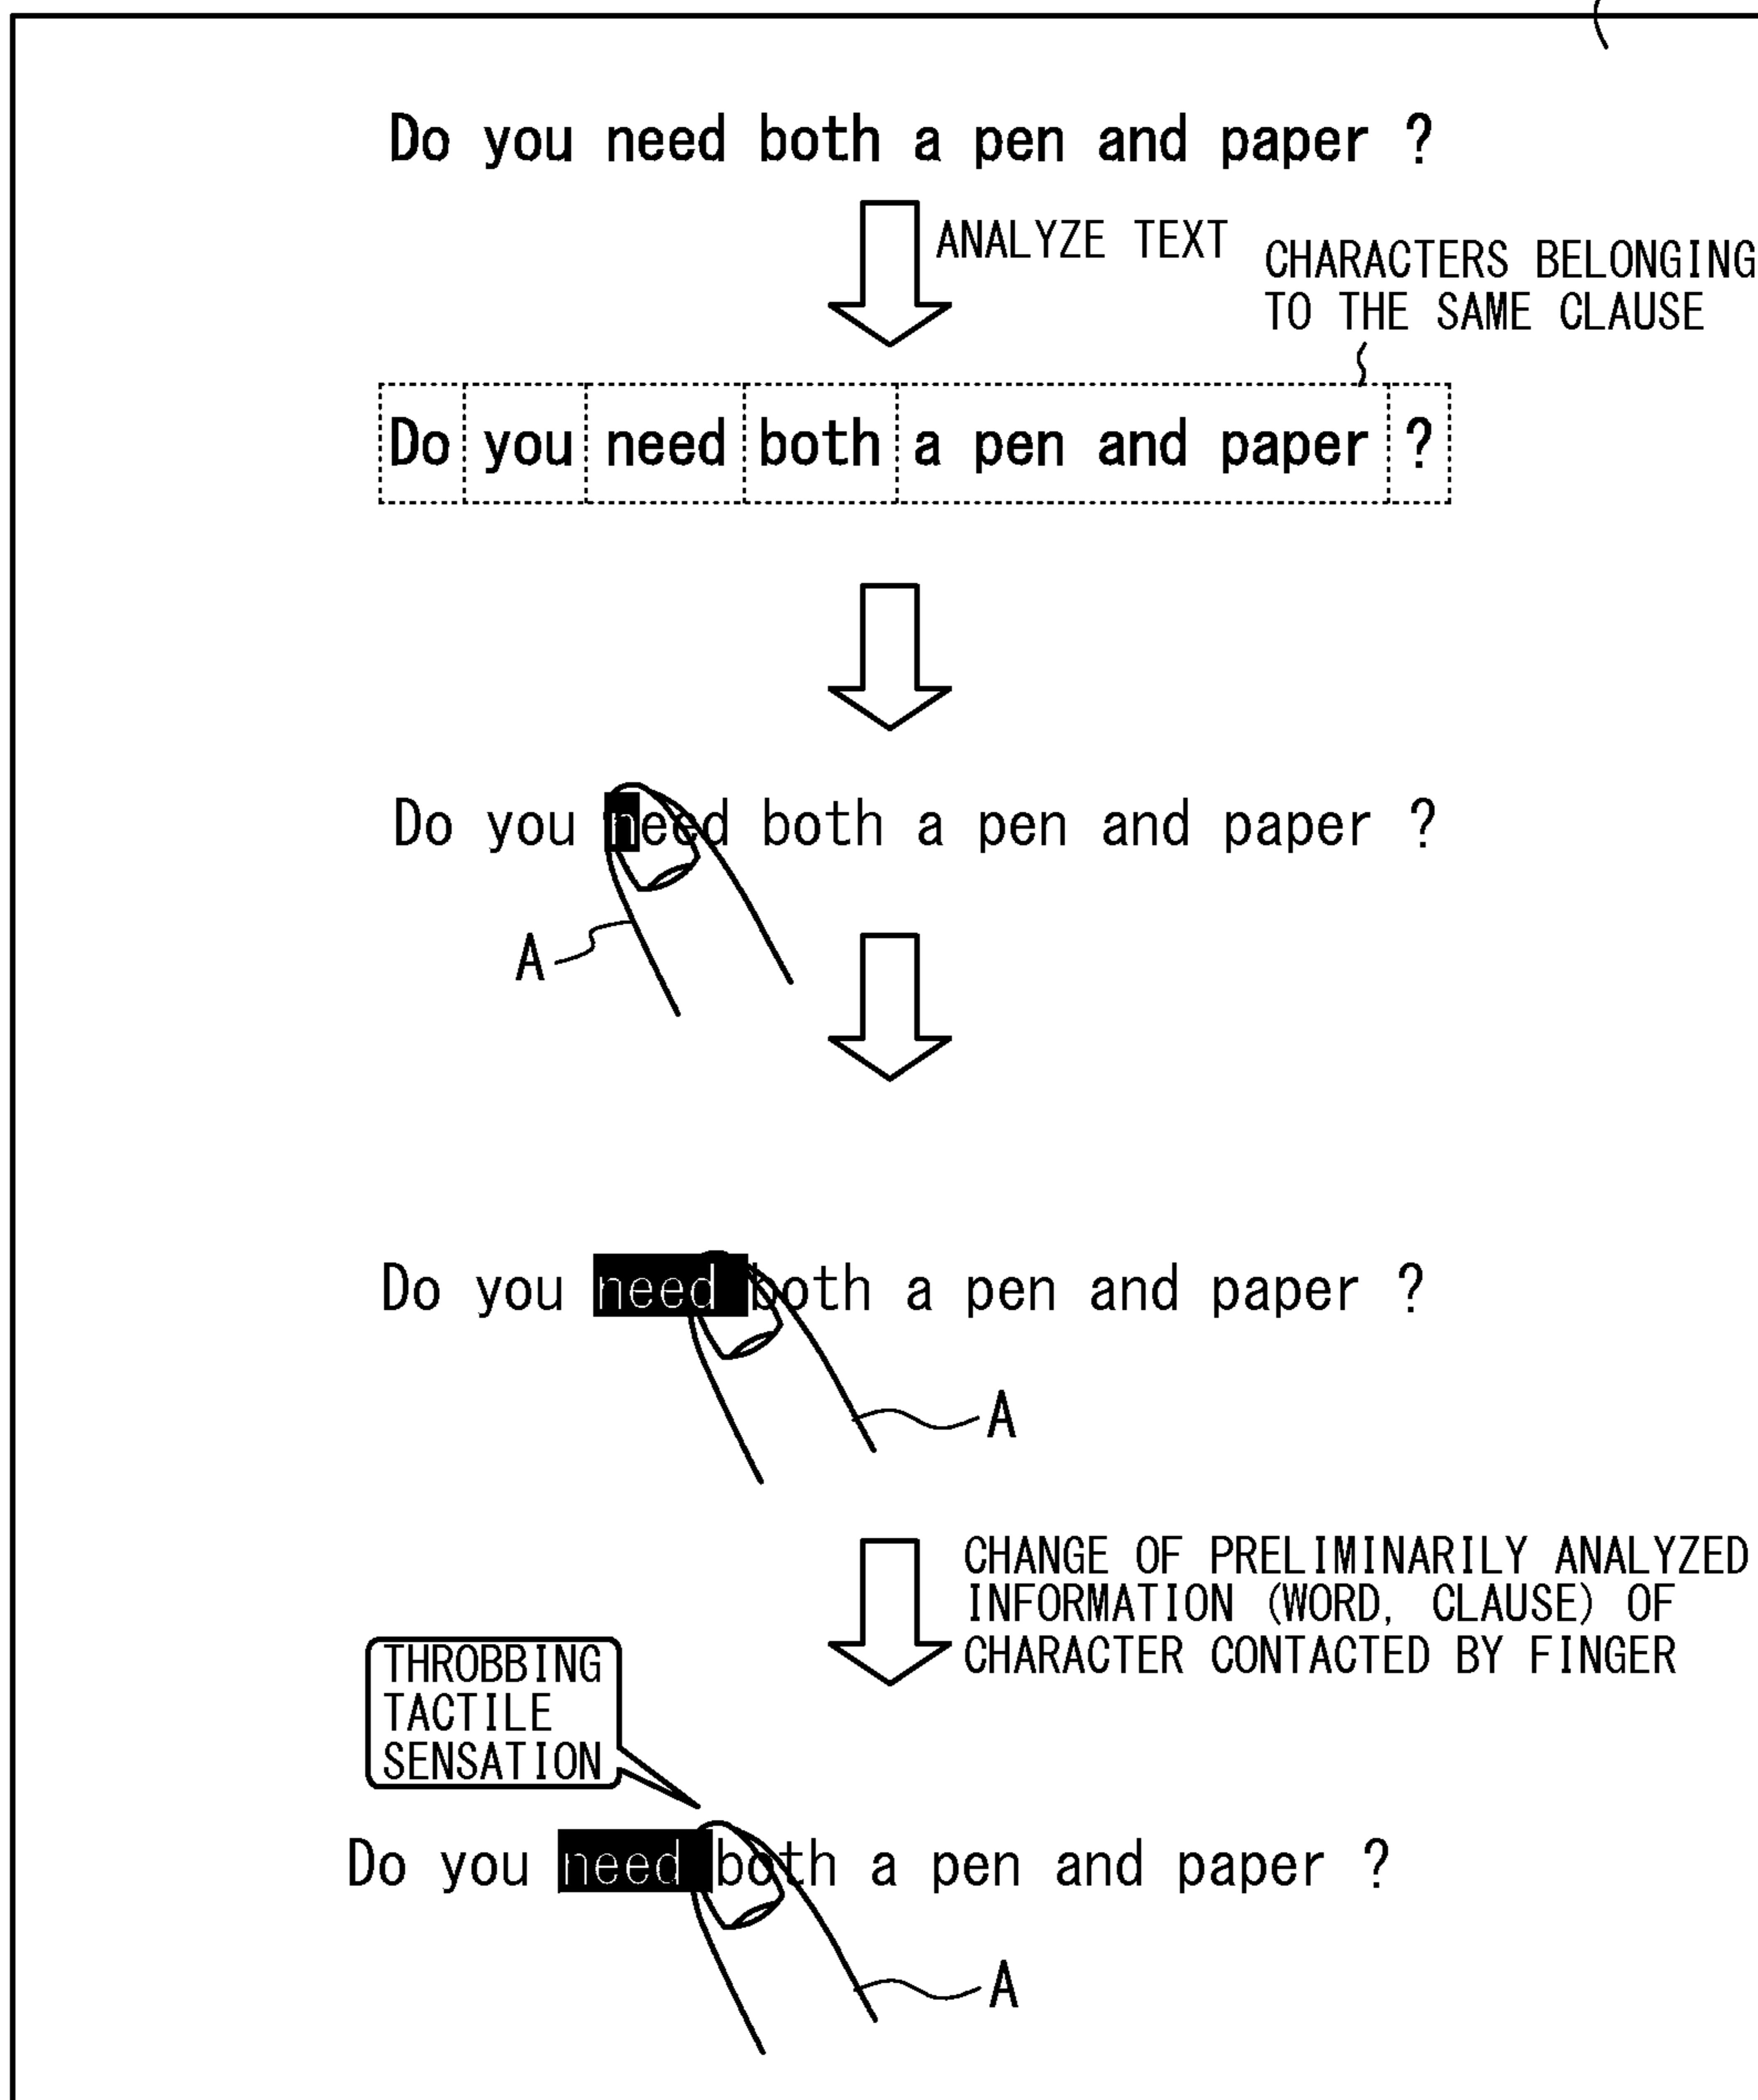 Do you need both a pen and paper ?
ANALYZE TEXT
CHARACTERS BELONGING
TO THE SAME CLAUSE
Do you need both a pen and paper ?
Do you need both a pen and paper ?
A
Do you need both a pen and paper ?
A
CHANGE OF PRELIMINARILY ANALYZED
INFORMATION (WORD, CLAUSE) OF
CHARACTER CONTACTED BY FINGER
THROBBING
TACTILE
SENSATION
Do you need both a pen and paper ?
A